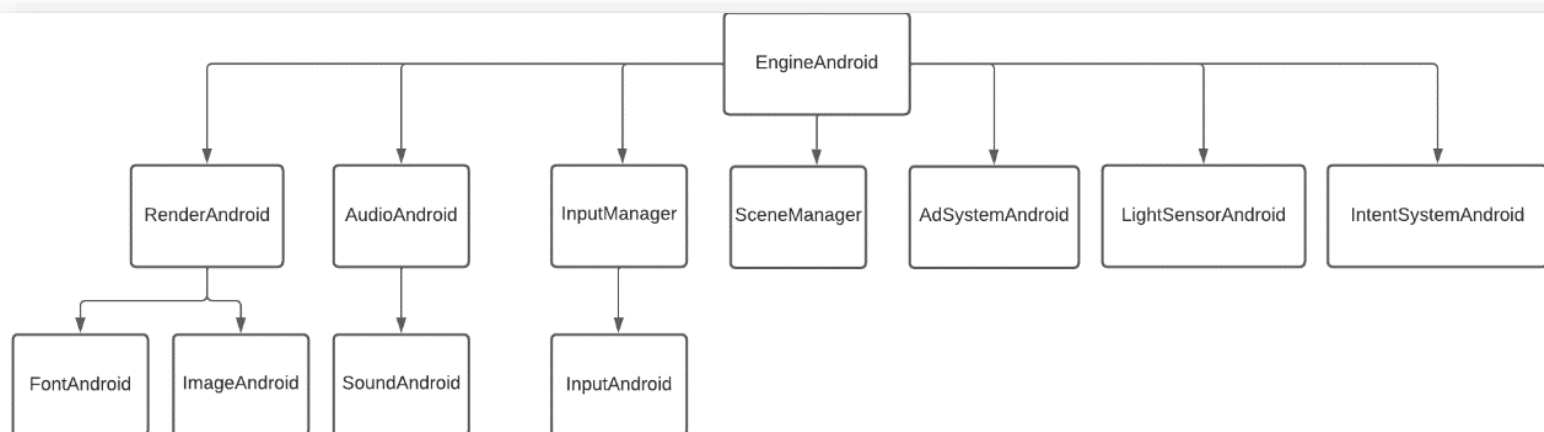 EngineAndroid
RenderAndroid
AudioAndroid
InputManager
SceneManager
AdSystemAndroid
LightSensorAndroid
IntentSystemAndroid
FontAndroid
ImageAndroid
SoundAndroid
InputAndroid